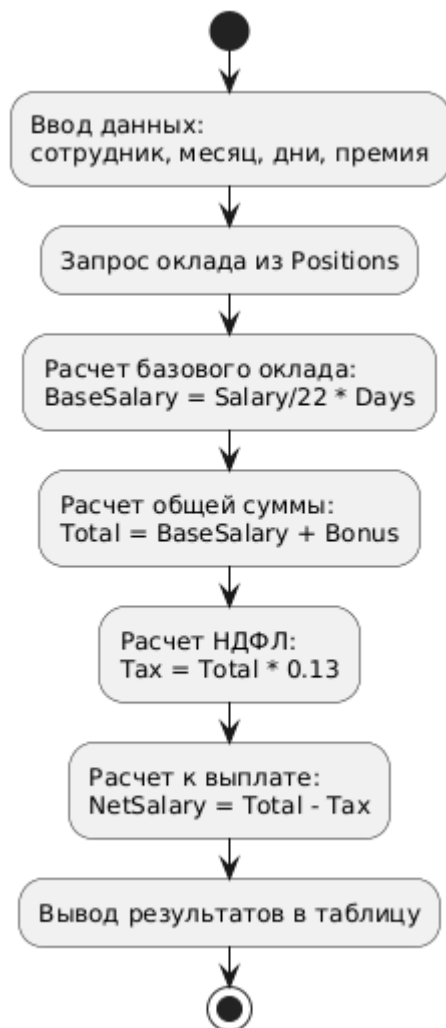 Ввод данных:
сотрудник, месяц, дни, премия
Запрос оклада из Positions
Расчет базового оклада:
BaseSalary = Salary/22 * Days
Расчет общей суммы:
Total = BaseSalary + Bonus
Расчет НДФЛ:
Tax = Total * 0.13
Расчет к выплате:
NetSalary = Total - Tax
Вывод результатов в таблицу